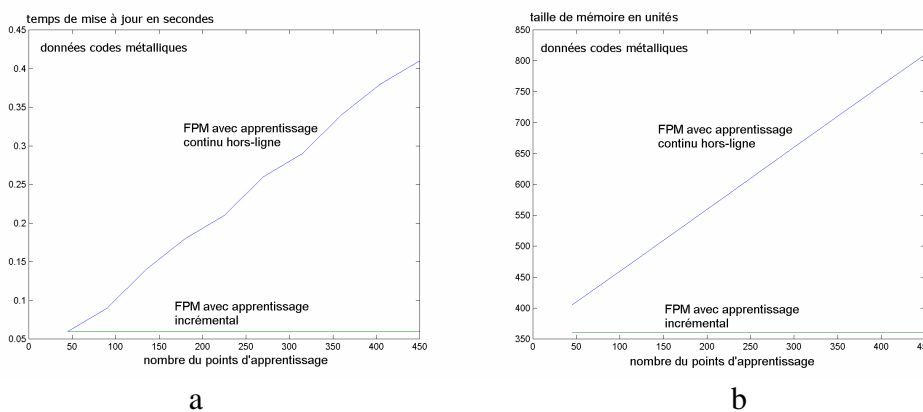 temps de mise à jour en secondes
données codes métalliques
FPM avec apprentissage
continu hors-ligne
FPM avec apprentissage
incrémental
0.45
0.4
0.35
0.3
0.25
0.2
0.15
0.1
0.05
0 50 100 150 200 250 300 350 400 450
nombre du points d'apprentissage
a
taille de mémoire en unités
données codes métalliques
FPM avec apprentissage
continu hors-ligne
FPM avec apprentissage
incrémental
850
800
750
700
650
600
550
500
450
400
350
0 50 100 150 200 250 300 350 400
nombre du points d'apprentissage
b